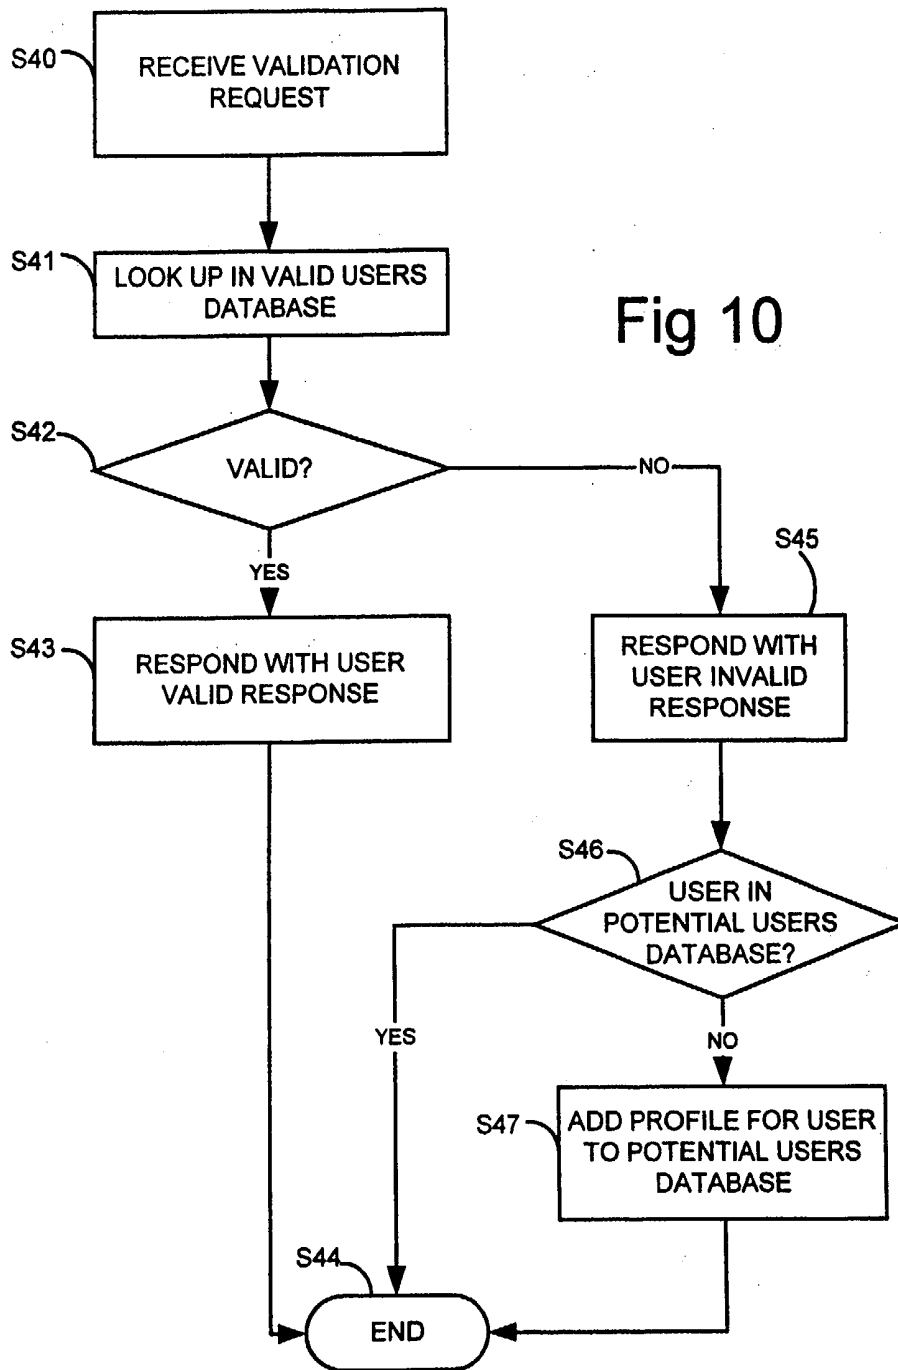 S40
RECEIVE VALIDATION
REQUEST
S41
LOOK UP IN VALID USERS
DATABASE
Fig 10
S42
VALID?
NO
YES
S45
S43
RESPOND WITH USER
VALID RESPONSE
RESPOND WITH
USER INVALID
RESPONSE
S46
USER IN
POTENTIAL USERS
DATABASE?
YES
NO
S47
ADD PROFILE FOR USER
TO POTENTIAL USERS
DATABASE
S44
END